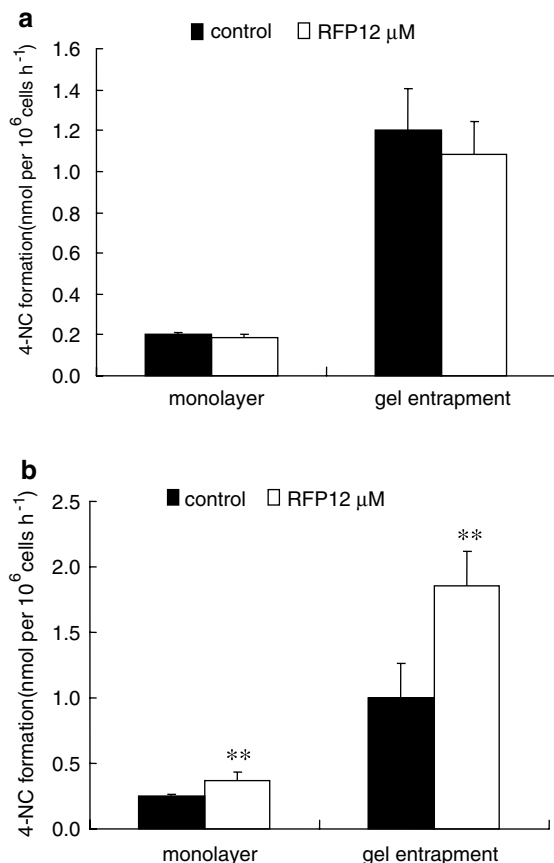 a
■ control □ RFP12 μM
4-NC formation(nmol per 10⁶cells h⁻¹)
1.6
1.4
1.2
1.0
0.8
0.6
0.4
0.2
0.0
monolayer gel entrapment
b
■ control □ RFP12 μM
4-NC formation(nmol per 10⁶cells h⁻¹)
2.5
2.0
1.5
1.0
0.5
0.0
**
**
monolayer gel entrapment